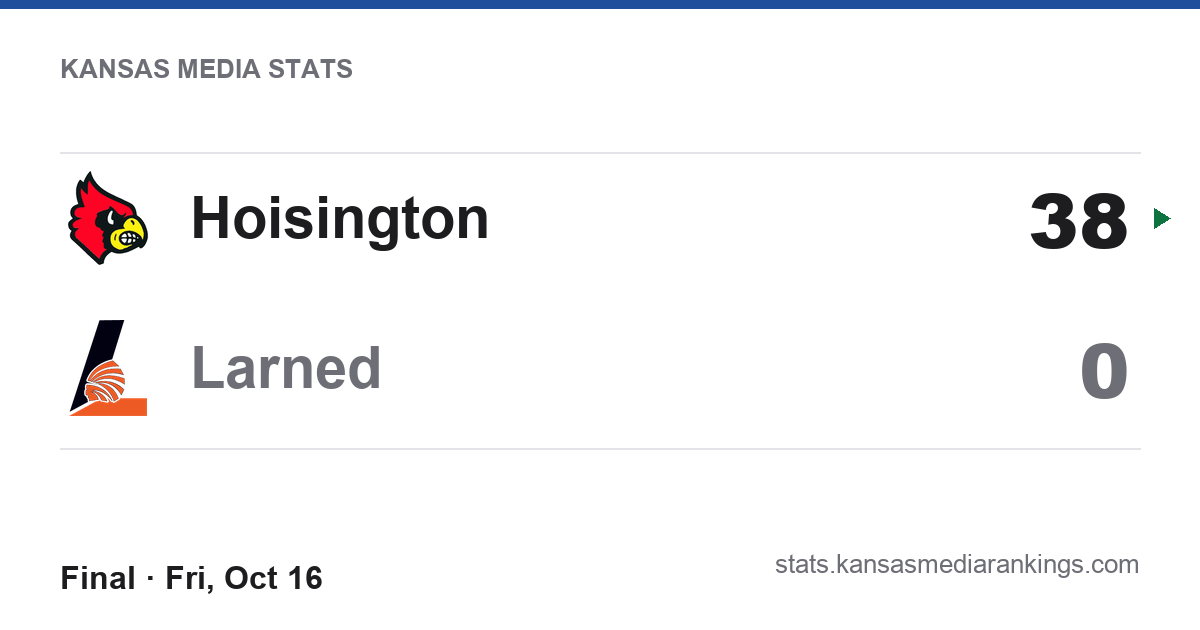 KANSAS MEDIA STATS
Hoisington 38
Larned 0
Final · Fri, Oct 16
stats.kansasmediarankings.com